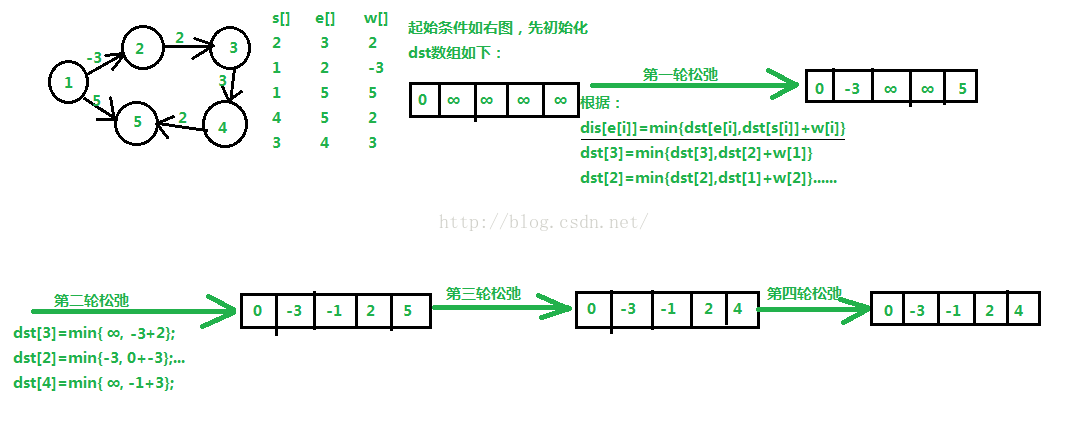 s[] e[] w[]
2 3 2
1 2 -3
1 5 5
4 5 2
3 4 3
1
2
3
4
5
-3
2
3
2
5
起始条件如右图，先初始化
dst数组如下：
0 ∞ ∞ ∞ ∞
第一轮松弛
0 -3 ∞ ∞ 5
根据：
dis[e[i]]=min{dst[e[i],dst[s[i]]+w[i]}
dst[3]=min{dst[3],dst[2]+w[1]}
dst[2]=min{dst[2],dst[1]+w[2]}......
http://blog.csdn.net/
第二轮松弛
dst[3]=min{ ∞, -3+2};
dst[2]=min{-3, 0+-3};...
dst[4]=min{ ∞, -1+3};
0 -3 -1 2 5
第三轮松弛
0 -3 -1 2 4
第四轮松弛
0 -3 -1 2 4